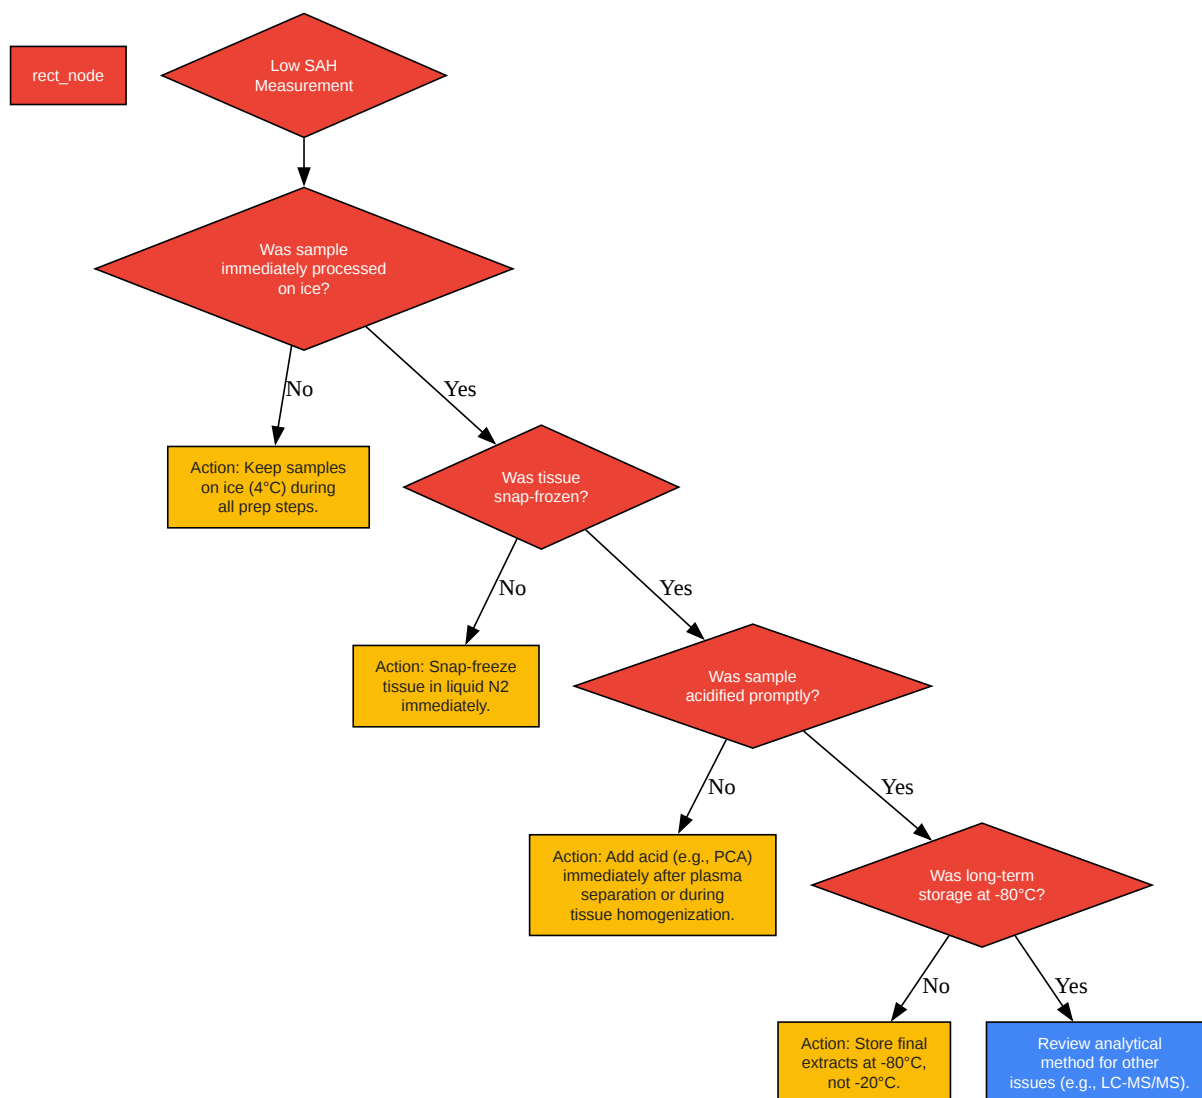 rect_node
Low SAH
Measurement
Was sample
immediately processed
on ice?
No
Yes
Action: Keep samples
on ice (4°C) during
all prep steps.
Was tissue
snap-frozen?
No
Yes
Action: Snap-freeze
tissue in liquid N2
immediately.
Was sample
acidified promptly?
No
Yes
Action: Add acid (e.g., PCA)
immediately after plasma
separation or during
tissue homogenization.
Was long-term
storage at -80°C?
No
Yes
Action: Store final
extracts at -80°C,
not -20°C.
Review analytical
method for other
issues (e.g., LC-MS/MS).